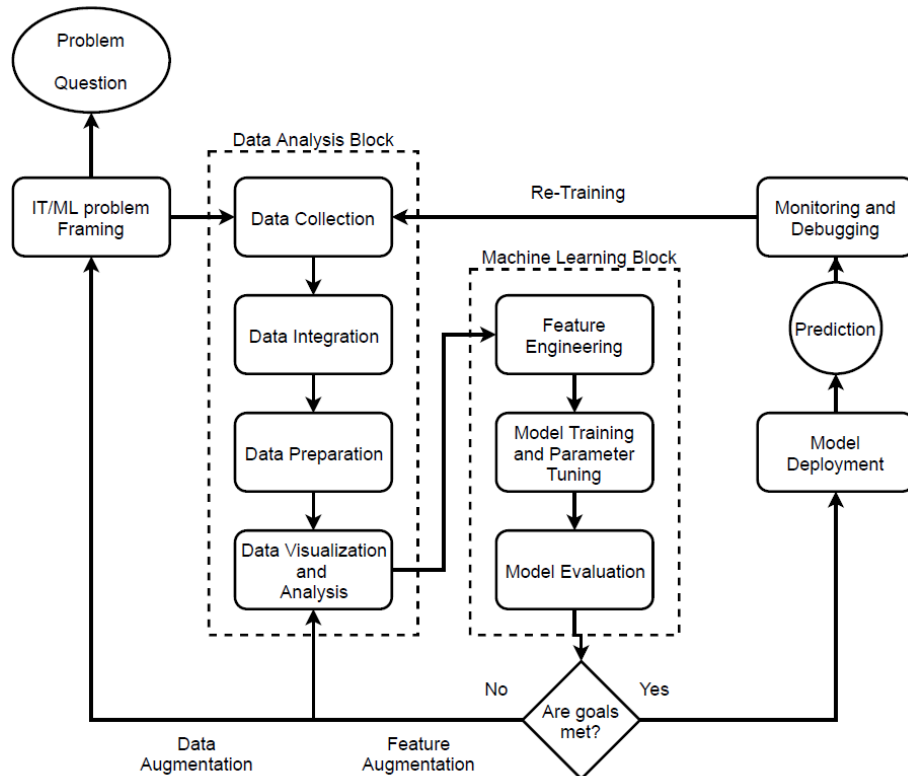 Problem
Question
Data Analysis Block
IT/ML problem
Framing
Data Collection
Re-Training
Monitoring and
Debugging
Machine Learning Block
Data Integration
Feature
Engineering
Prediction
Data Preparation
Model Training
and Parameter
Tuning
Model
Deployment
Data Visualization
and
Analysis
Model Evaluation
No
Yes
Are goals
met?
Data
Augmentation
Feature
Augmentation